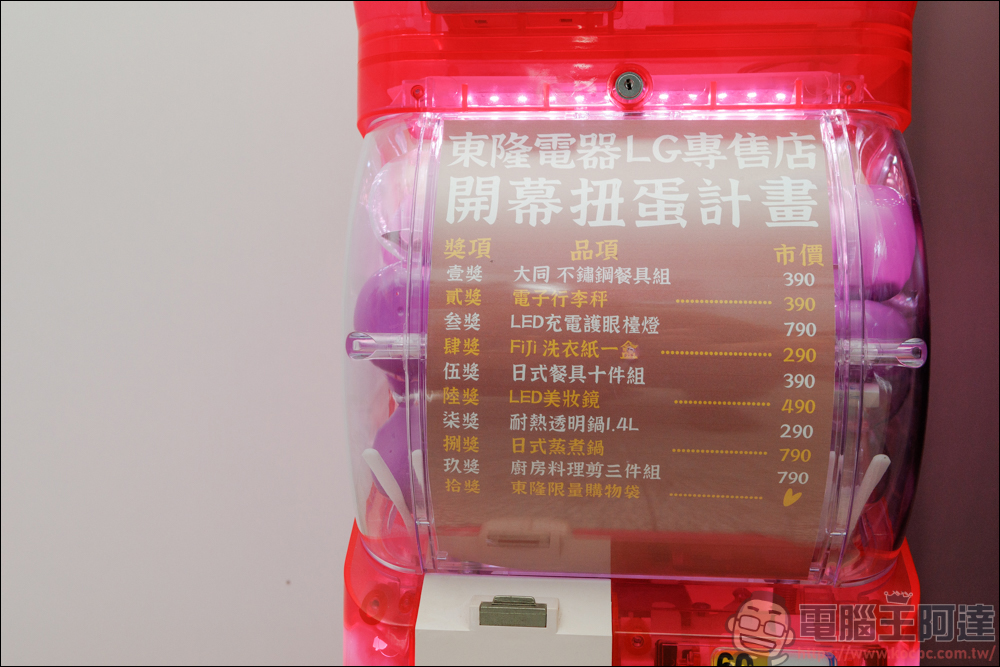 東隆電器LG專售店
開幕扭蛋計畫
獎項 品項 市價
壹獎 大同 不鏽鋼餐具組 390
貳獎 電子行李秤 390
叁獎 LED充電護眼檯燈 790
肆獎 FiJi 洗衣紙一盒 290
伍獎 日式餐具十件組 390
陸獎 LED美妝鏡 490
柒獎 耐熱透明鍋1.4L 290
捌獎 日式蒸煮鍋 790
玖獎 廚房料理剪三件組 790
拾獎 東隆限量購物袋
60
電腦王阿達
http://www.kocpc.com.tw/